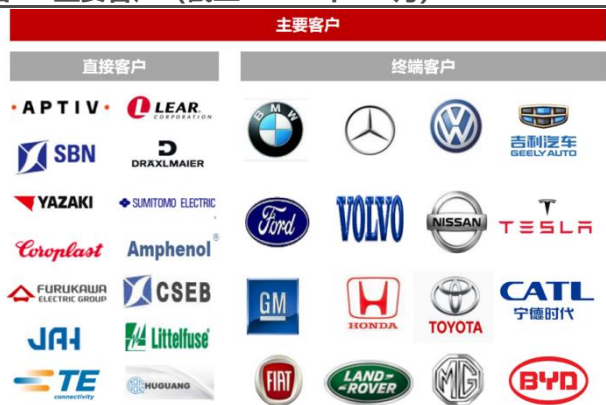 主要客户
直接客户
终端客户
· A P T I V ·
LEAR
CORPORATION
BMW
吉利汽车
GEELY AUTO
SBN
DRÄXLMAIER
YAZAKI
SUMITOMO ELECTRIC
Ford
VOLVO
NISSAN
TESLA
Coroplast
Amphenol®
FURUKAWA
ELECTRIC GROUP
CSEB
GM
HONDA
TOYOTA
CATL
宁德时代
JAH
Littelfuse®
TE
connectivity
HUGUANG
FIAT
LAND-
-ROVER
MG
BYD